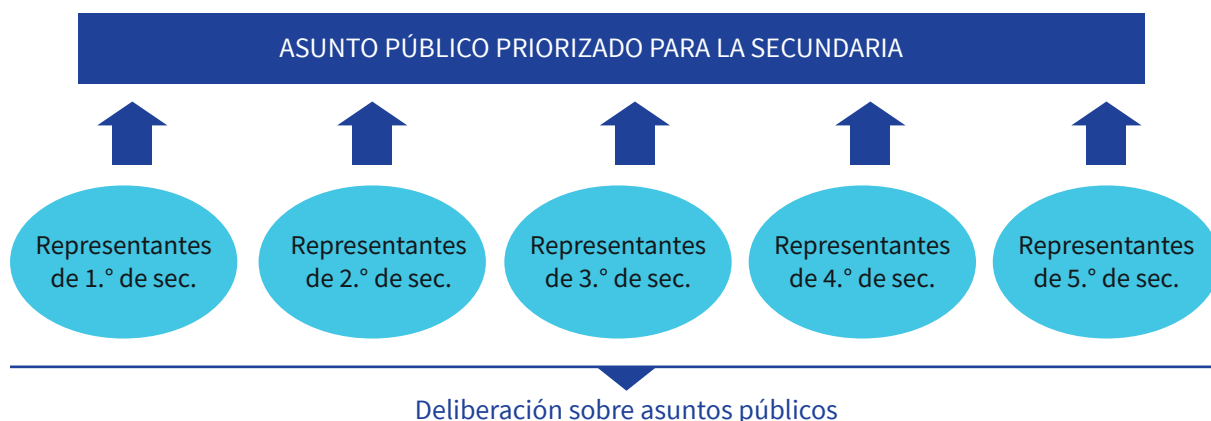 ASUNTO PÚBLICO PRIORIZADO PARA LA SECUNDARIA
Representantes
de 1.° de sec.
Representantes
de 2.° de sec.
Representantes
de 3.° de sec.
Representantes
de 4.° de sec.
Representantes
de 5.° de sec.
Deliberación sobre asuntos públicos